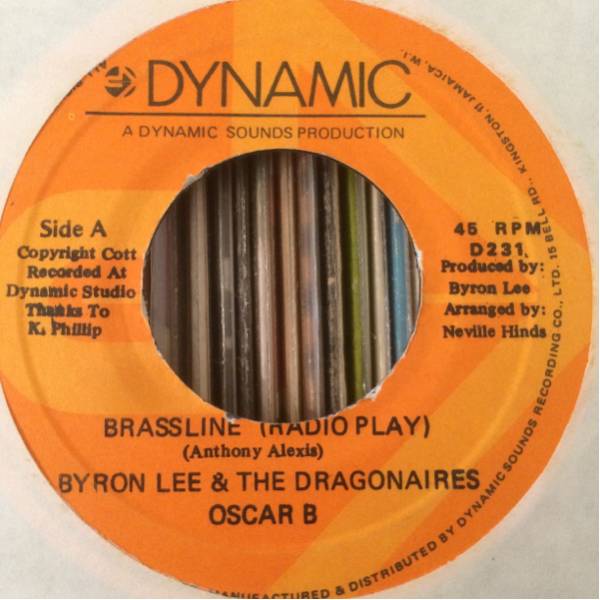 DYNAMIC
A DYNAMIC SOUNDS PRODUCTION
Side A
Copyright Cott
Recorded At
Dynamic Studio
Thanks To
K. Phillip
45 RPM
D231
Produced by:
Byron Lee
Arranged by:
Neville Hinds
BRASSLINE (RADIO PLAY)
(Anthony Alexis)
BYRON LEE & THE DRAGONAIRES
OSCAR B
MANUFACTURED & DISTRIBUTED BY DYNAMIC SOUNDS RECORDING CO., LTD. 15 BELL RD., KINGSTON, 11 JAMAICA, W.I.
ALL